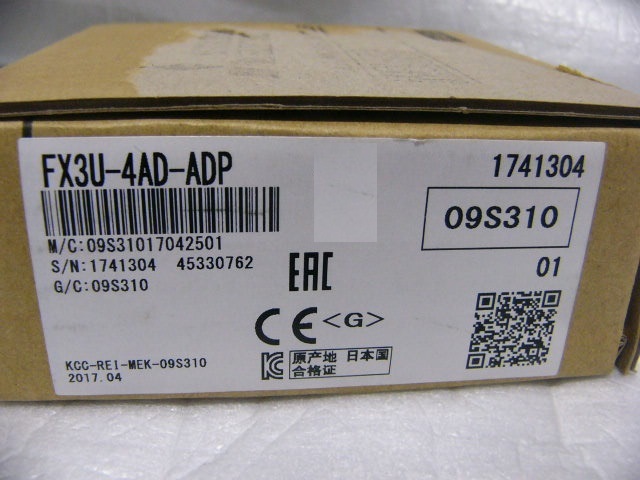 FX3U-4AD-ADP
1741304
09S310
M/C:09S31017042501
S/N:1741304 45330762
G/C:09S310
01
EAC
CE <G>
KCC-REI-MEK-09S310
2017.04
KC
原产地 日本国
合格证